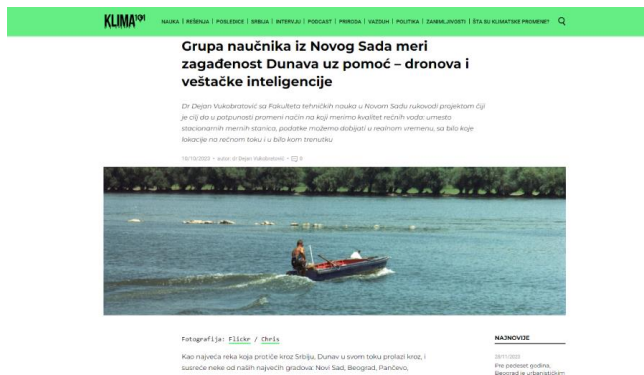 KLIMA101
NAUKA | REŠENJA | POSLEDICE | SRBIJA | INTERVJU | PODCAST | PRIRODA | VAZDUH | POLITIKA | ZANIMLJIVOSTI | ŠTA SU KLIMATSKE PROMENE?
Grupa naučnika iz Novog Sada meri
zagađenost Dunava uz pomoć – dronova i
veštačke inteligencije
Dr Dejan Vukobratović sa Fakulteta tehničkih nauka u Novom Sadu rukovodi projektom čiji
je cilj da u potpunosti promeni način na koji merimo kvalitet rečnih voda: umesto
stacionarnih mernih stanica, podatke možemo dobijati u realnom vremenu, sa bilo koje
lokacije na rečnom toku i u bilo kom trenutku
autor: dr Dejan Vukobratović • 0
Fotografija: Flickr / Chris
Kao najveća reka koja protiče kroz Srbiju, Dunav u svom toku prolazi kroz, i
susreće neke od naših najvećih gradova: Novi Sad, Beograd, Pančevo,
NAJNOVIJE
Pre pedeset godina,
Beograd je urbanističkim